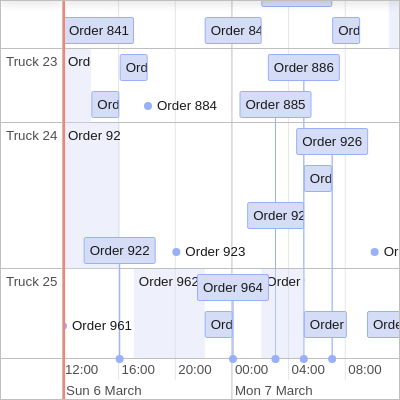 Order 841
Order 84
Ord
Truck 23
Ord
Ord
Order 886
Ord
Order 884
Order 885
Truck 24
Order 92
Order 926
Ord
Order 92
Order 922
Order 923
Or
Truck 25
Order 962
Order 964
Order
Order 961
Ord
Order
Orde
12:00 16:00 20:00 00:00 04:00 08:00
Sun 6 March Mon 7 March